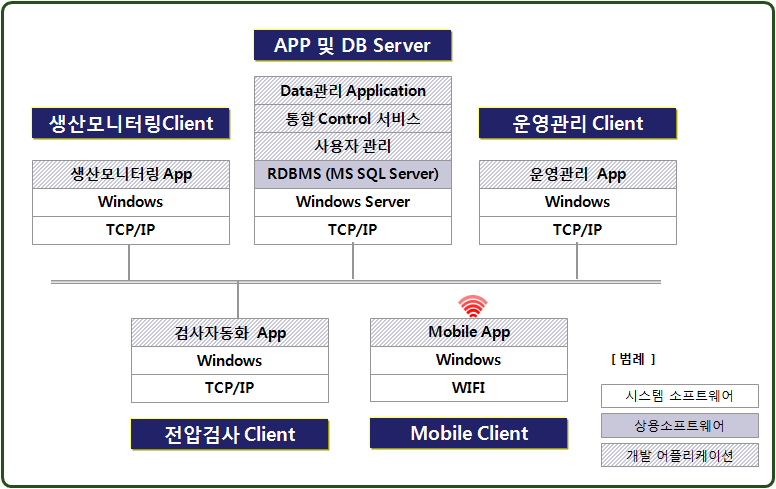 APP 및 DB Server
Data관리 Application
통합 Control 서비스
사용자 관리
RDBMS (MS SQL Server)
Windows Server
TCP/IP
생산모니터링Client
생산모니터링 App
Windows
TCP/IP
운영관리 Client
운영관리 App
Windows
TCP/IP
검사자동화 App
Windows
TCP/IP
전압검사 Client
Mobile App
Windows
WIFI
Mobile Client
[ 범례 ]
시스템 소프트웨어
상용소프트웨어
개발 어플리케이션